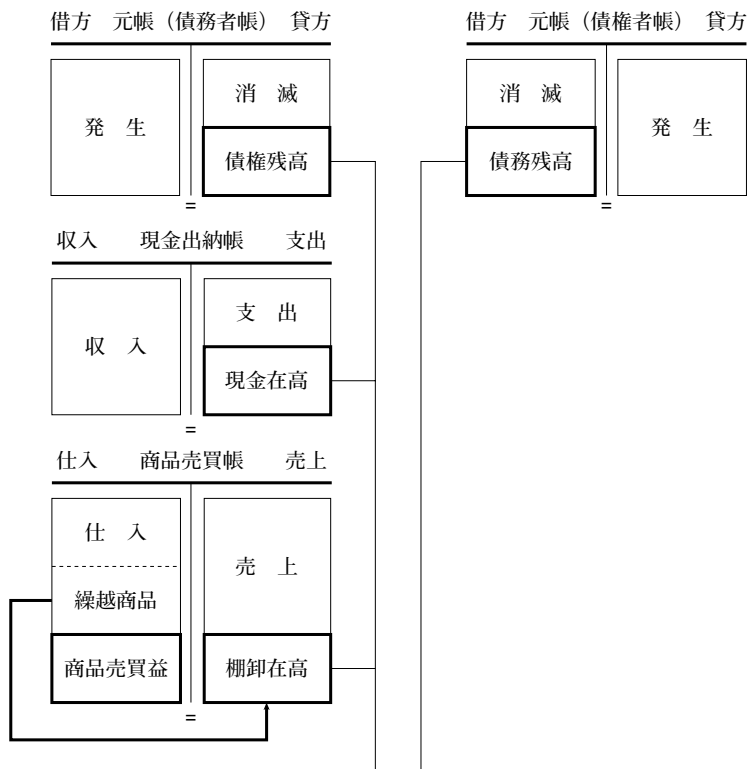 借方 元帳（債務者帳） 貸方
発 生
消 滅
債権残高
=
借方 元帳（債権者帳） 貸方
消 滅
債務残高
発 生
=
収入 現金出納帳 支出
収 入
支 出
現金在高
=
仕入 商品売買帳 売上
仕 入
繰越商品
商品売買益
売 上
棚卸在高
=